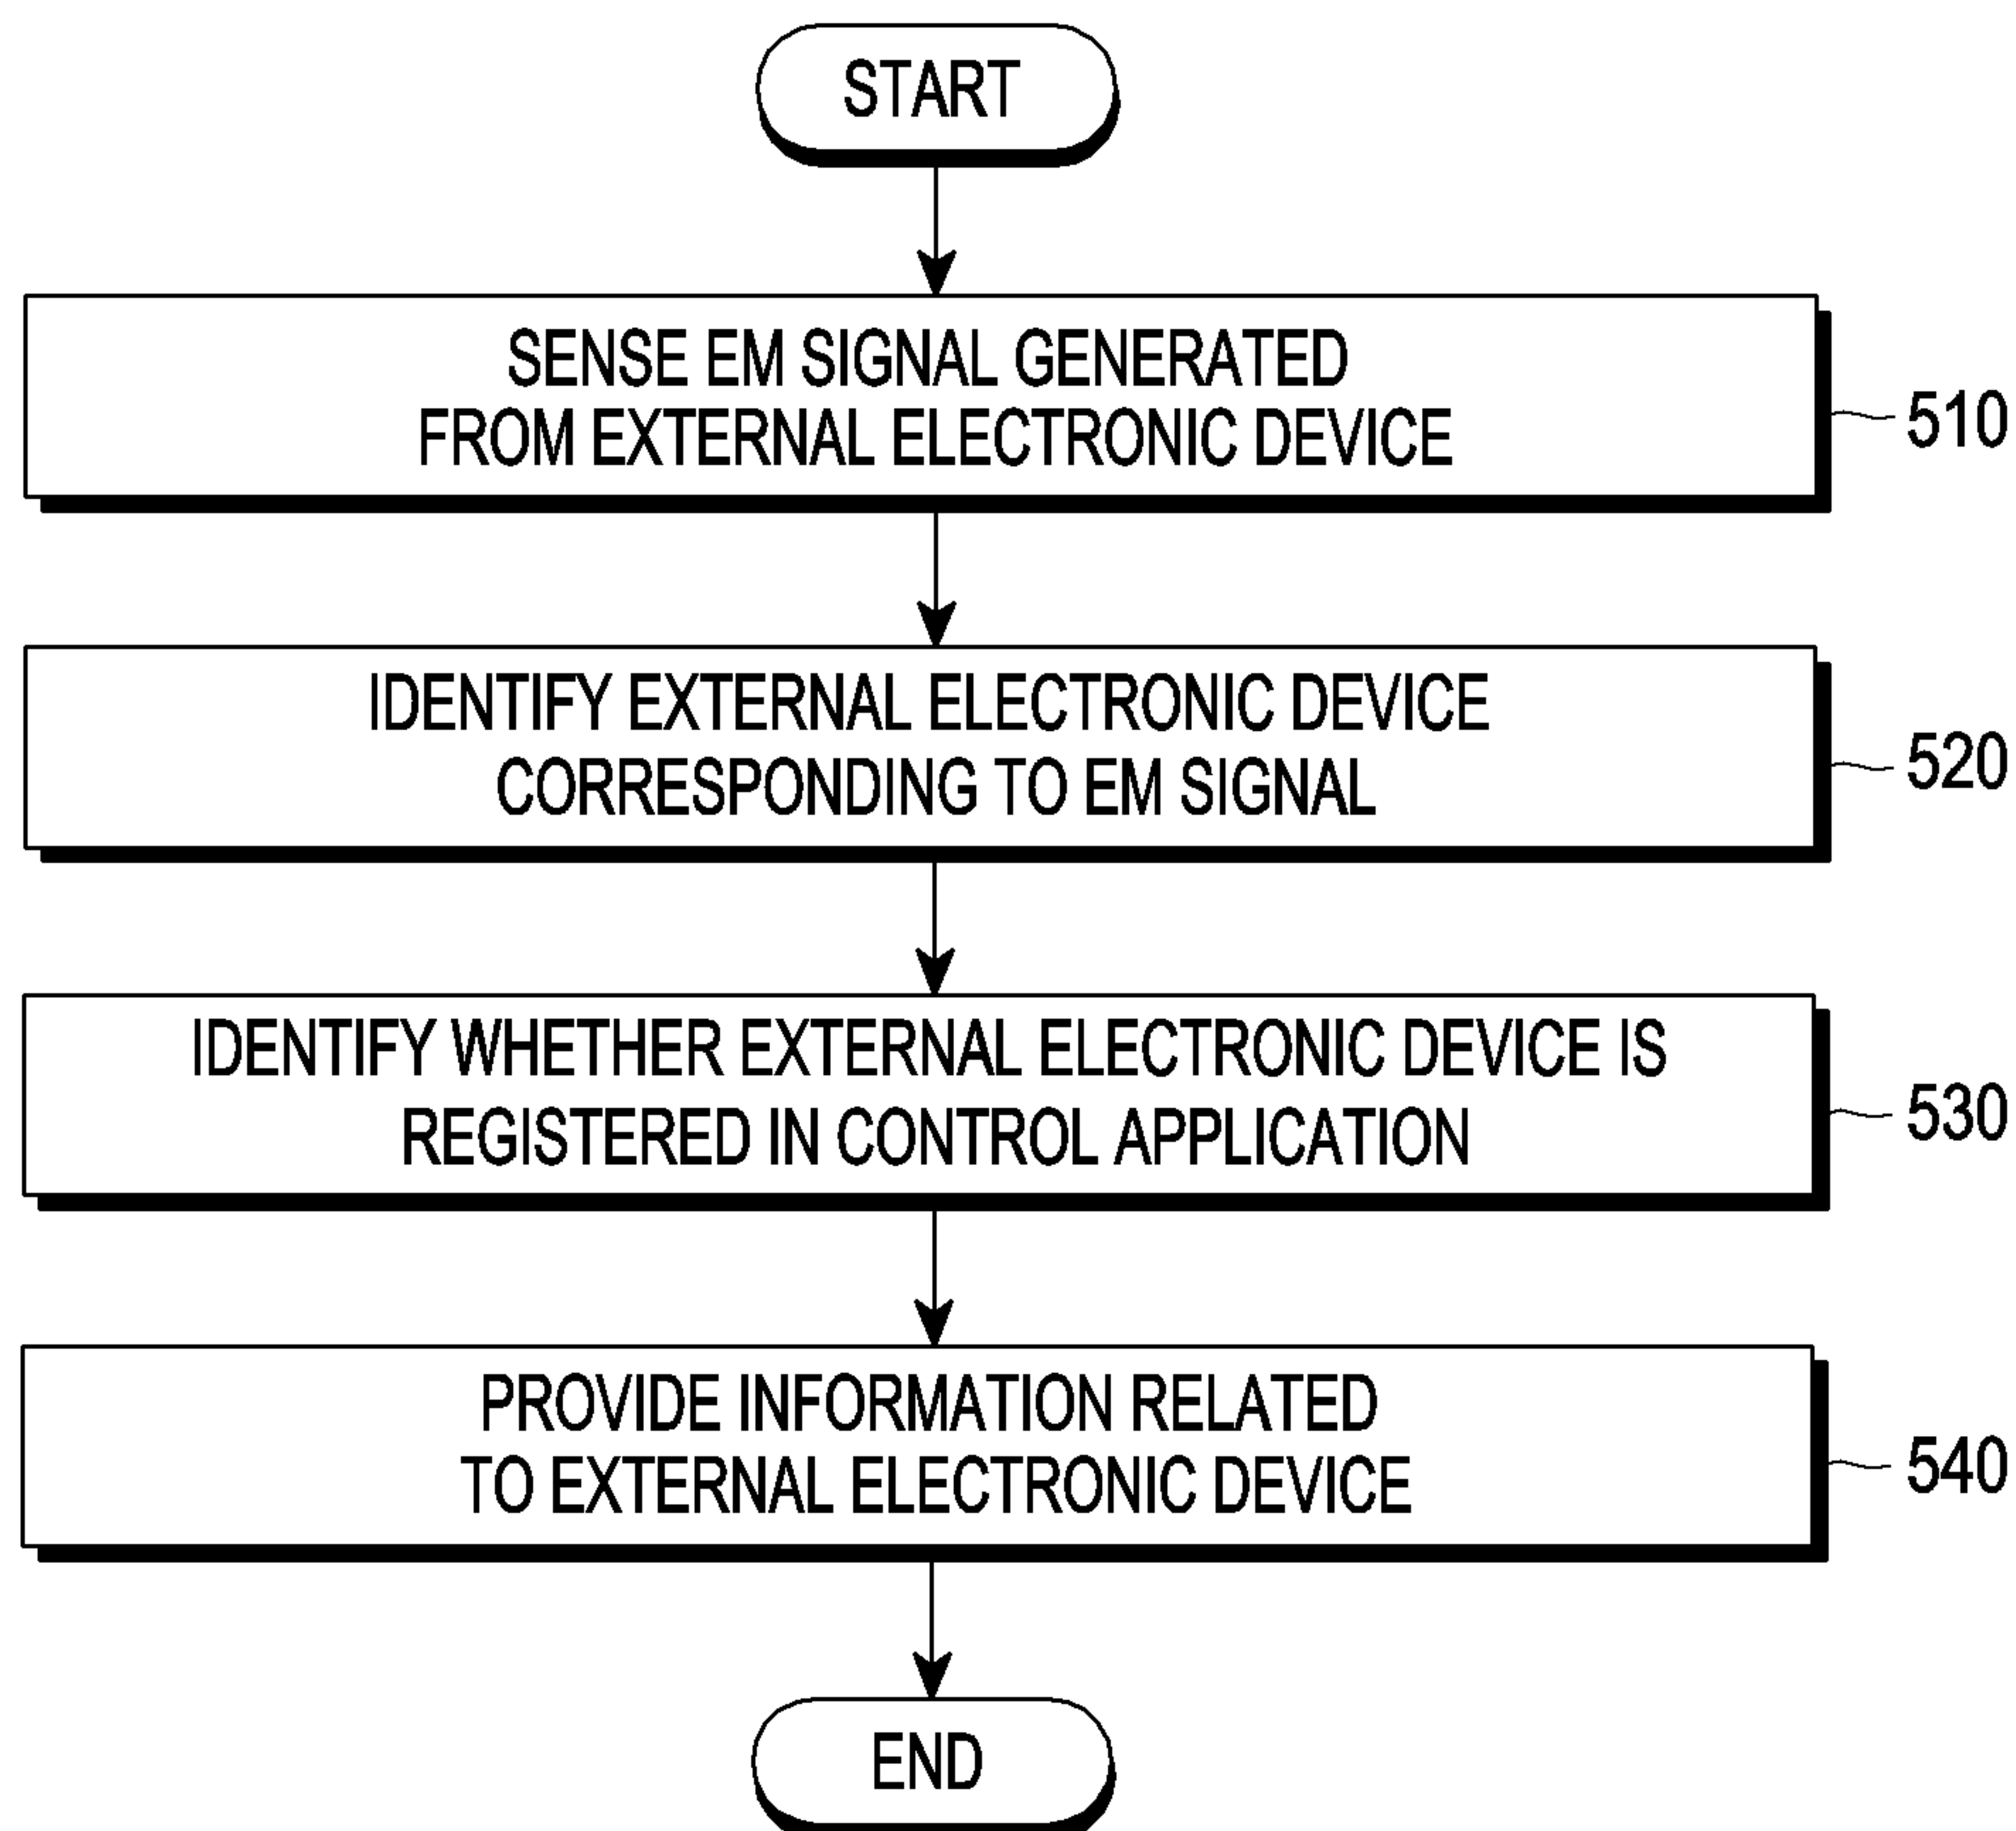 START
SENSE EM SIGNAL GENERATED
FROM EXTERNAL ELECTRONIC DEVICE
510
IDENTIFY EXTERNAL ELECTRONIC DEVICE
CORRESPONDING TO EM SIGNAL
520
IDENTIFY WHETHER EXTERNAL ELECTRONIC DEVICE IS
REGISTERED IN CONTROL APPLICATION
530
PROVIDE INFORMATION RELATED
TO EXTERNAL ELECTRONIC DEVICE
540
END